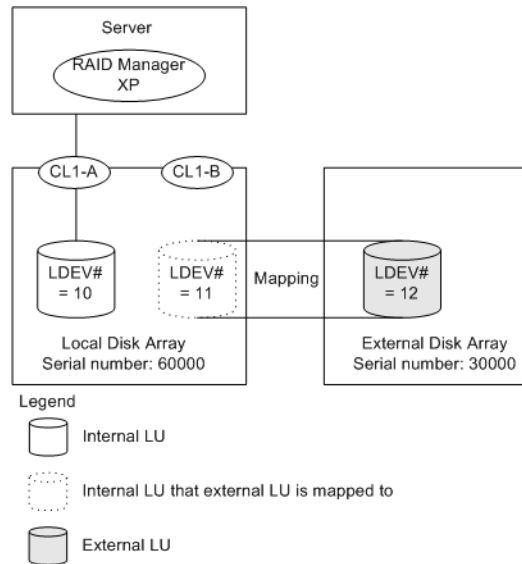 Server
RAID Manager
XP
CL1-A
CL1-B
LDEV#
= 10
LDEV#
= 11
Mapping
LDEV#
= 12
Local Disk Array
Serial number: 60000
External Disk Array
Serial number: 30000
Legend
Internal LU
Internal LU that external LU is mapped to
External LU